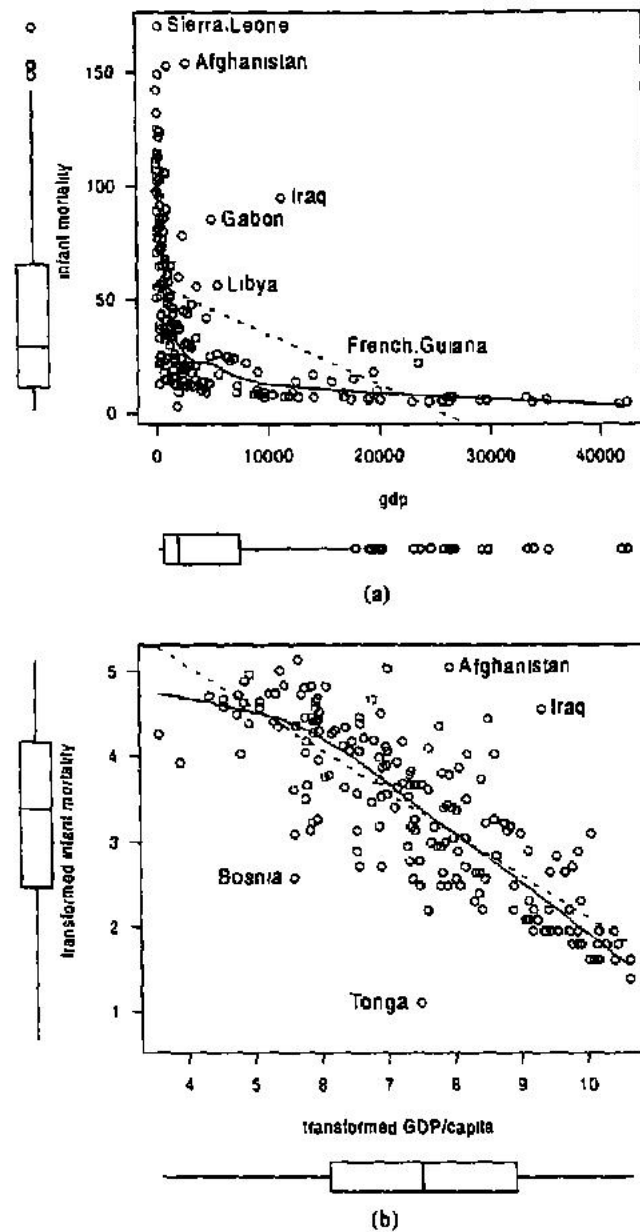 Sierra.Leone
150
Afghanistan
100
Iraq
Gabon
infant mortality
50
Libya
French.Guiana
0
0 10000 20000 30000 40000
gdp
(a)
5
Afghanistan
Iraq
4
transformed infant mortality
3
Bosnia
2
Tonga
1
4 5 6 7 8 9 10
transformed GDP/capita
(b)